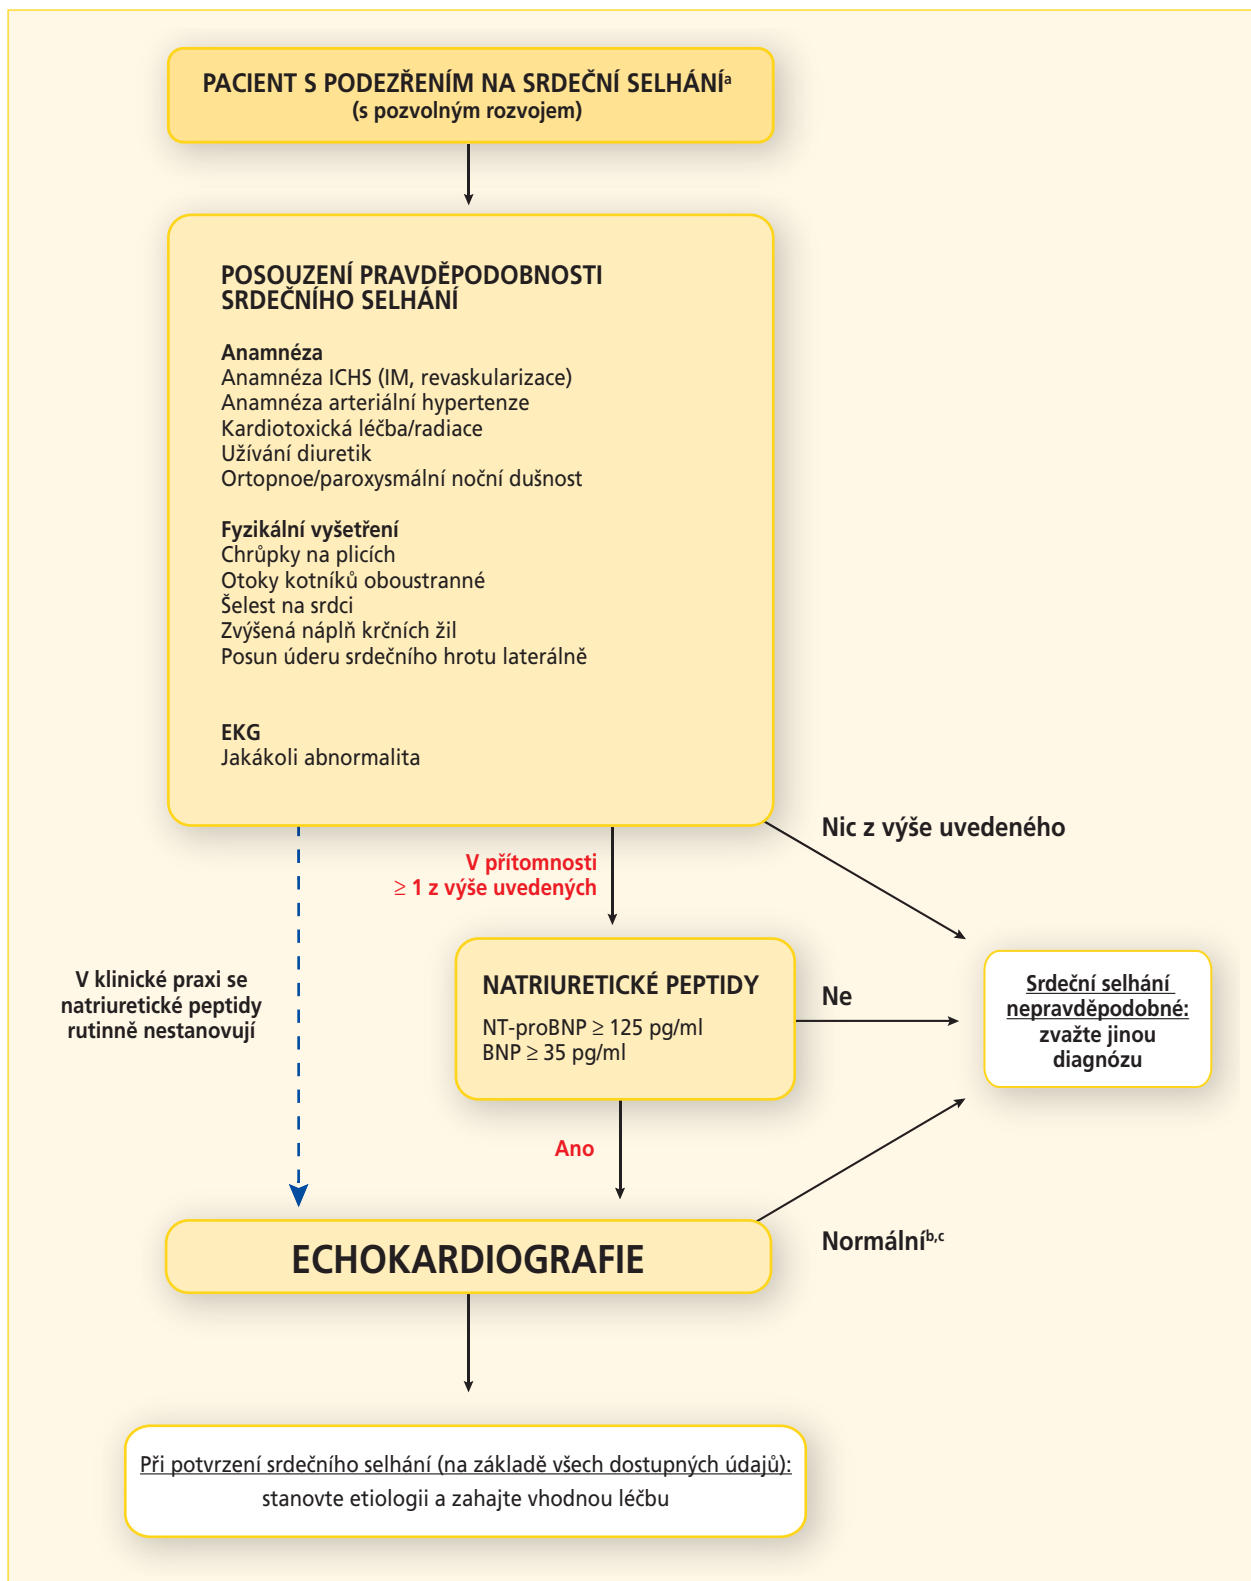 PACIENT S PODEZŘENÍM NA SRDEČNÍ SELHÁNÍᵃ
(s pozvolným rozvojem)
POSOUZENÍ PRAVDĚPODOBNOSTI
SRDEČNÍHO SELHÁNÍ
Anamnéza
Anamnéza ICHS (IM, revaskularizace)
Anamnéza arteriální hypertenze
Kardiotoxická léčba/radiace
Užívání diuretik
Ortopnoe/paroxysmální noční dušnost
Fyzikální vyšetření
Chrůpky na plicích
Otoky kotníků oboustranné
Šelest na srdci
Zvýšená náplň krčních žil
Posun úderu srdečního hrotu laterálně
EKG
Jakákoli abnormalita
Nic z výše uvedeného
V přítomnosti
≥ 1 z výše uvedených
V klinické praxi se
natriuretické peptidy
rutinně nestanovují
NATRIURETICKÉ PEPTIDY
NT-proBNP ≥ 125 pg/ml
BNP ≥ 35 pg/ml
Ne
Srdeční selhání
nepravděpodobné:
zvažte jinou
diagnózu
Ano
ECHOKARDIOGRAFIE
Normálníᵇ,ᶜ
Při potvrzení srdečního selhání (na základě všech dostupných údajů):
stanovte etiologii a zahajte vhodnou léčbu